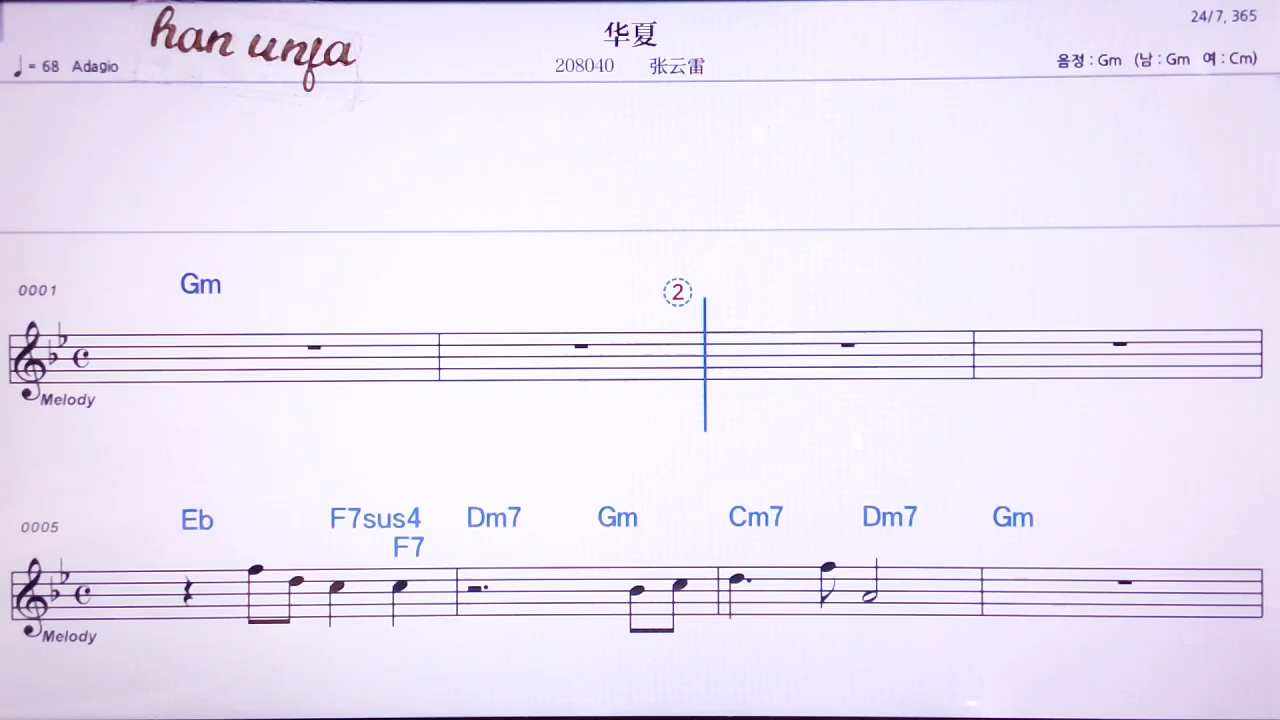 han unfa
华夏
24/7, 365
♩= 68 Adagio
208040 张云雷
음정 : Gm (남 : Gm 여 : Cm)
0001 Gm 2
Melody
0005 Eb F7sus4 Dm7 Gm Cm7 Dm7 Gm
F7
Melody